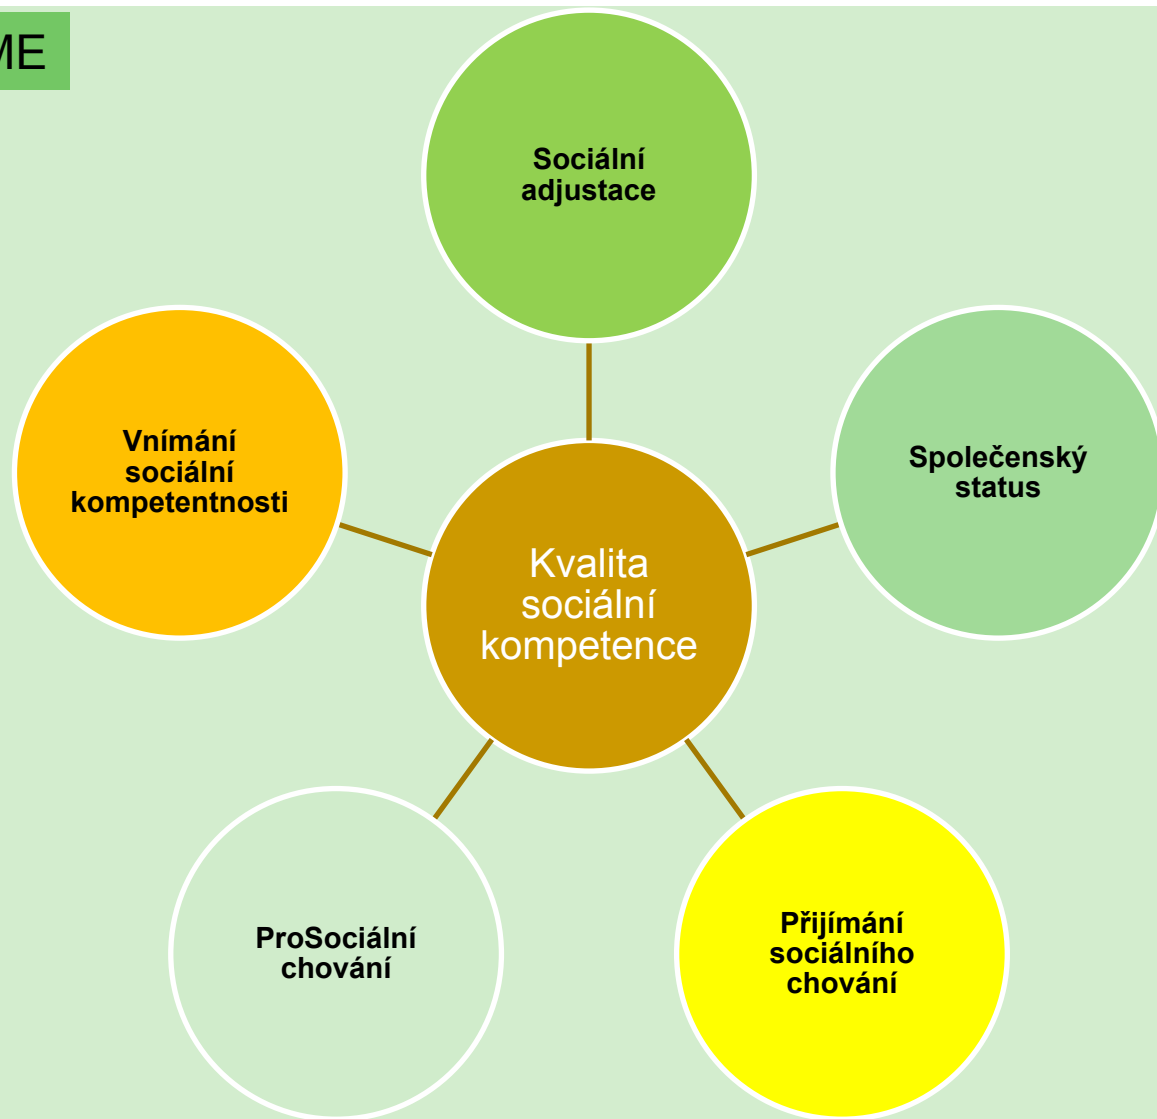 ME
Sociální
adjustace
Vnímání
sociální
kompetentnosti
Společenský
status
Kvalita
sociální
kompetence
ProSociální
chování
Přijímání
sociálního
chování